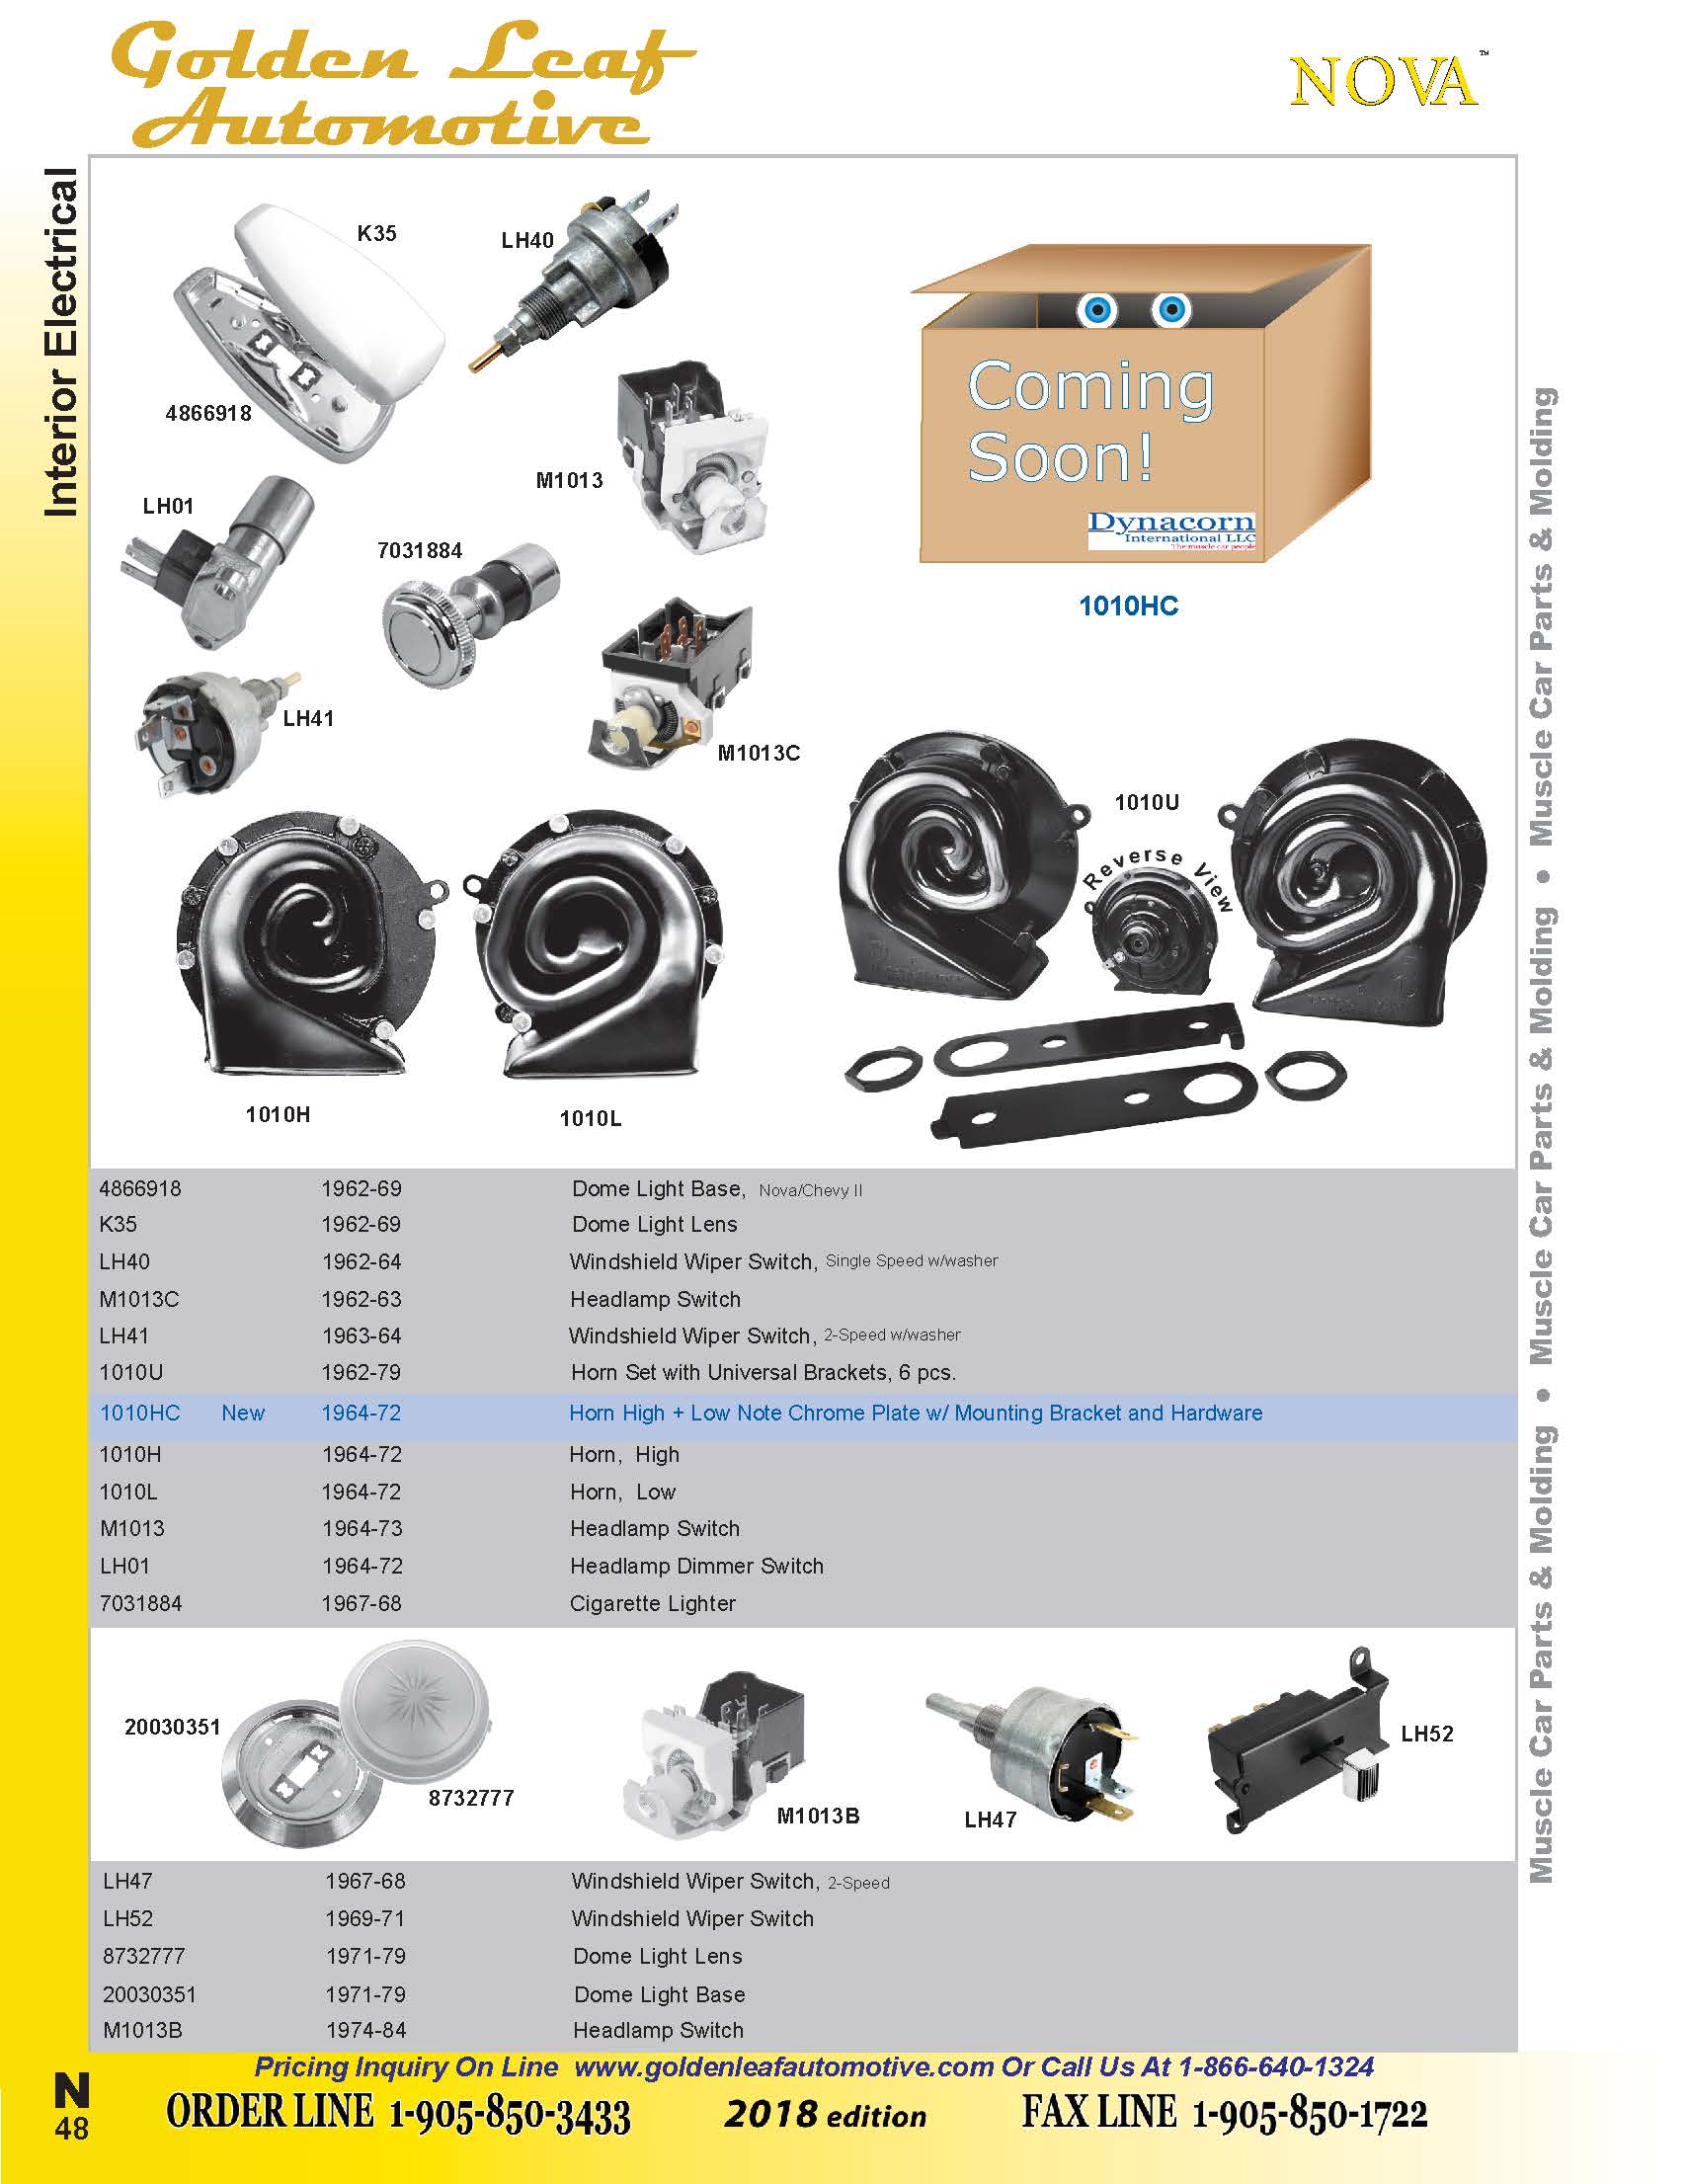 Golden Leaf
Automotive
NOVA™
Interior Electrical
K35
LH40
4866918
M1013
LH01
7031884
LH41
M1013C
Coming
Soon!
Dynacorn
International LLC
The muscle car people
1010HC
1010U
Reverse View
1010H
1010L
4866918 1962-69 Dome Light Base, Nova/Chevy II
K35 1962-69 Dome Light Lens
LH40 1962-64 Windshield Wiper Switch, Single Speed w/washer
M1013C 1962-63 Headlamp Switch
LH41 1963-64 Windshield Wiper Switch, 2-Speed w/washer
1010U 1962-79 Horn Set with Universal Brackets, 6 pcs.
1010HC New 1964-72 Horn High + Low Note Chrome Plate w/ Mounting Bracket and Hardware
1010H 1964-72 Horn, High
1010L 1964-72 Horn, Low
M1013 1964-73 Headlamp Switch
LH01 1964-72 Headlamp Dimmer Switch
7031884 1967-68 Cigarette Lighter
20030351
8732777
M1013B
LH47
LH52
LH47 1967-68 Windshield Wiper Switch, 2-Speed
LH52 1969-71 Windshield Wiper Switch
8732777 1971-79 Dome Light Lens
20030351 1971-79 Dome Light Base
M1013B 1974-84 Headlamp Switch
Muscle Car Parts & Molding • Muscle Car Parts & Molding • Muscle Car Parts & Molding
Pricing Inquiry On Line www.goldenleafautomotive.com Or Call Us At 1-866-640-1324
N
48
ORDER LINE 1-905-850-3433 2018 edition FAX LINE 1-905-850-1722